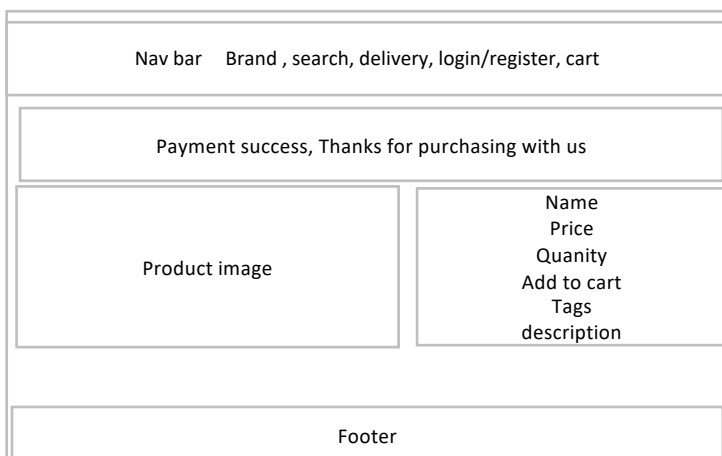 Nav bar Brand , search, delivery, login/register, cart
Payment success, Thanks for purchasing with us
Product image
Name
Price
Quanity
Add to cart
Tags
description
Footer